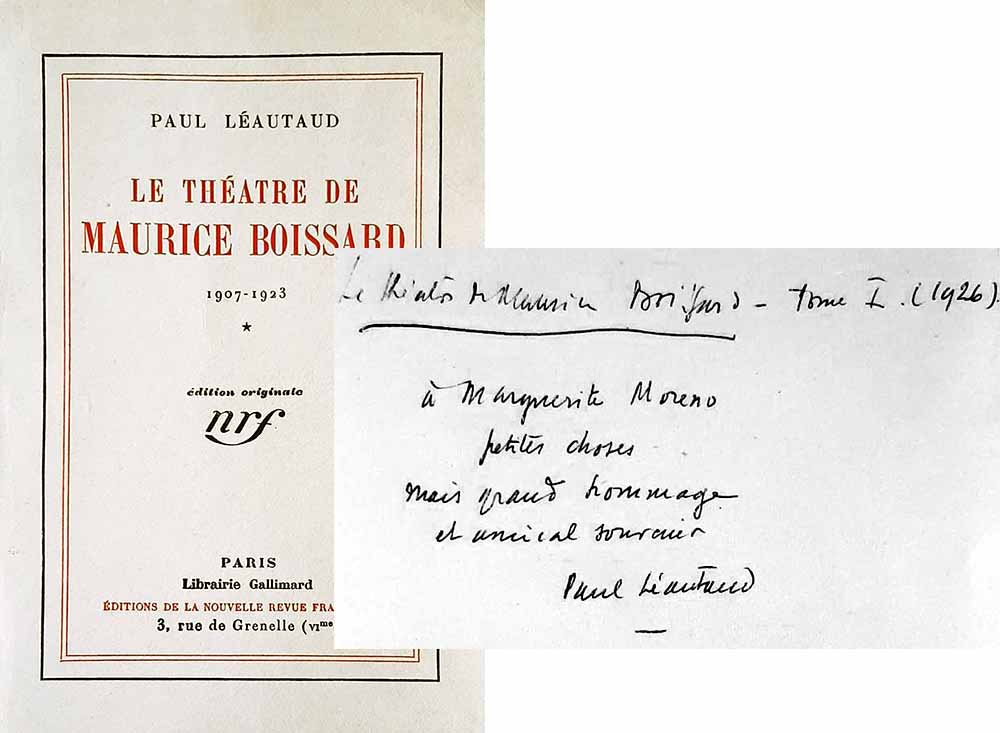 PAUL LÉAUTAUD
LE THÉATRE DE
MAURICE BOISSARD
1907-1923
*
édition originale
nrf
PARIS
Librairie Gallimard
ÉDITIONS DE LA NOUVELLE REVUE FRA
3, rue de Grenelle (VIme
Le théâtre de Maurice Boissard – tome I. (1926).
à Marguerite Moreno
petites choses
mais grand hommage
et amical souvenir
Paul Léautaud